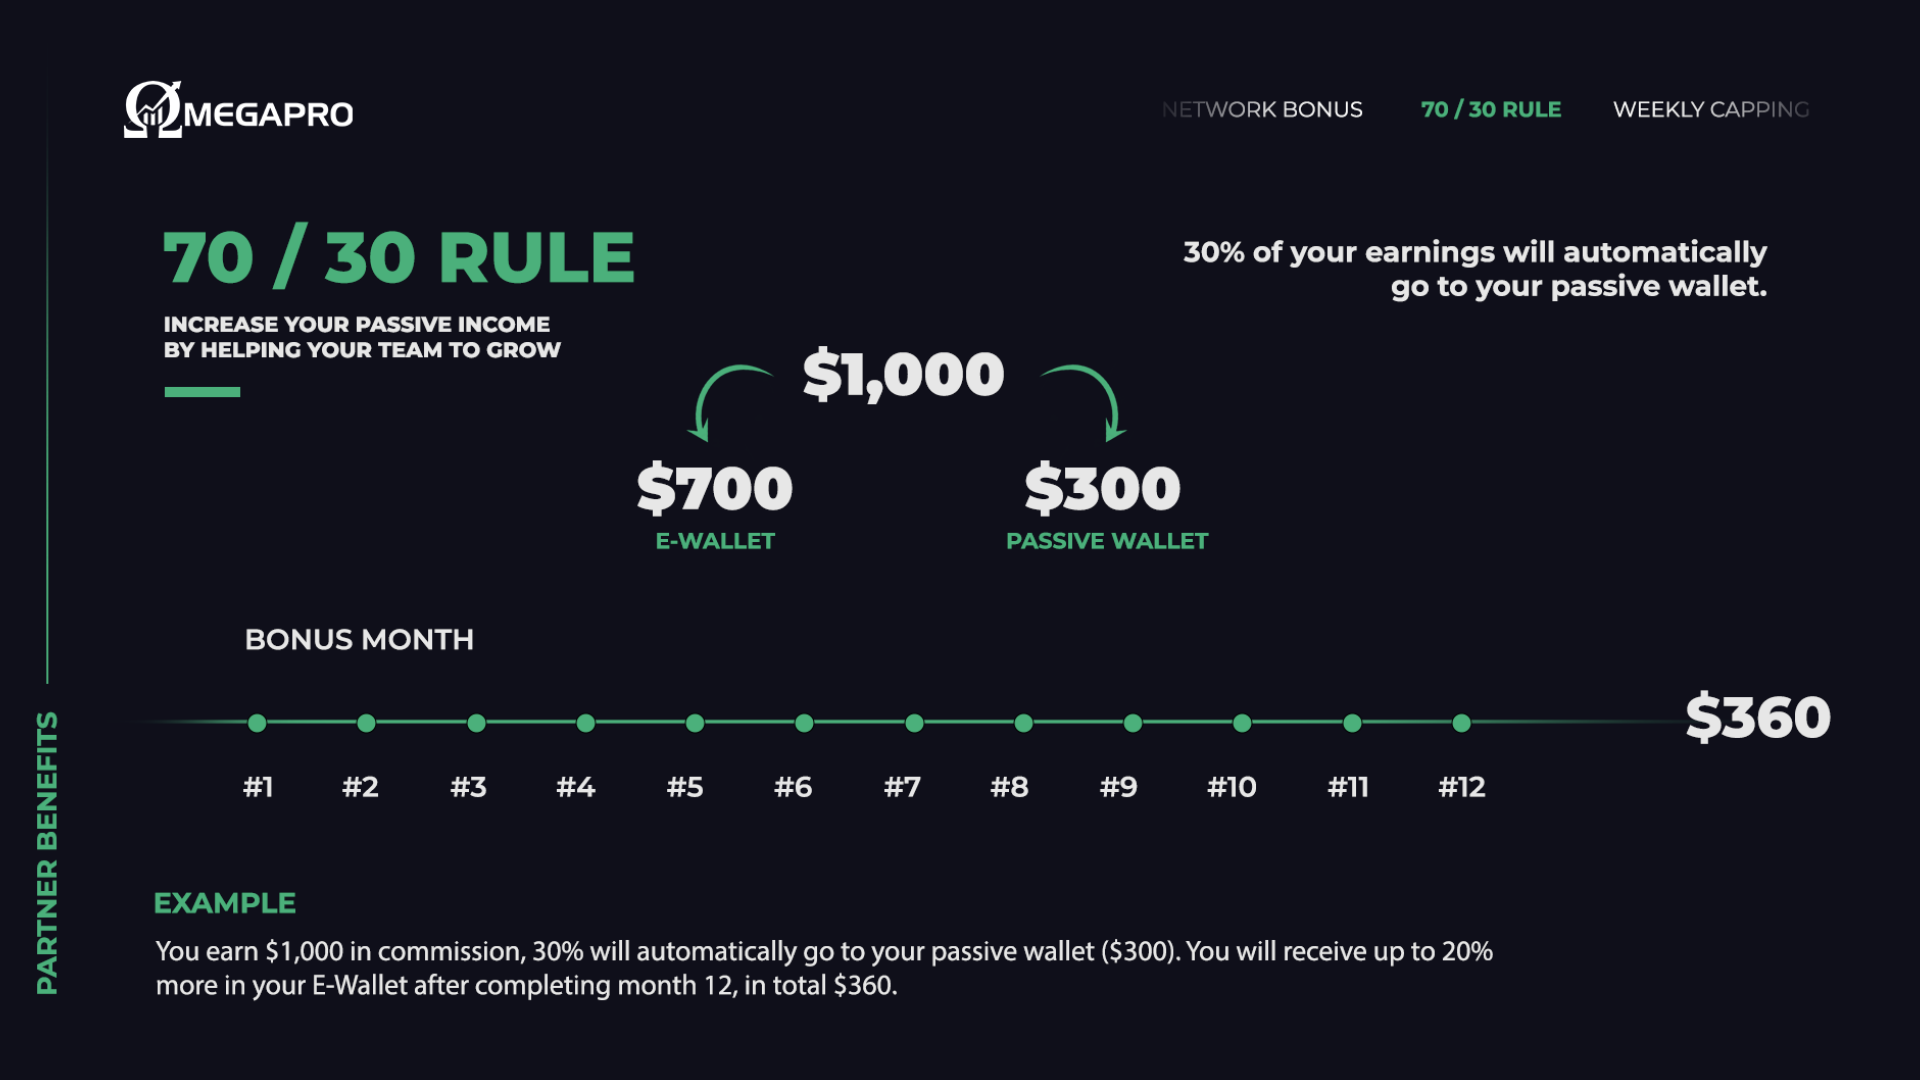 ΩMEGAPRO
NETWORK BONUS
70 / 30 RULE
WEEKLY CAPPING
70 / 30 RULE
INCREASE YOUR PASSIVE INCOME
BY HELPING YOUR TEAM TO GROW
30% of your earnings will automatically
go to your passive wallet.
$1,000
$700
E-WALLET
$300
PASSIVE WALLET
BONUS MONTH
$360
#1 #2 #3 #4 #5 #6 #7 #8 #9 #10 #11 #12
PARTNER BENEFITS
EXAMPLE
You earn $1,000 in commission, 30% will automatically go to your passive wallet ($300). You will receive up to 20%
more in your E-Wallet after completing month 12, in total $360.